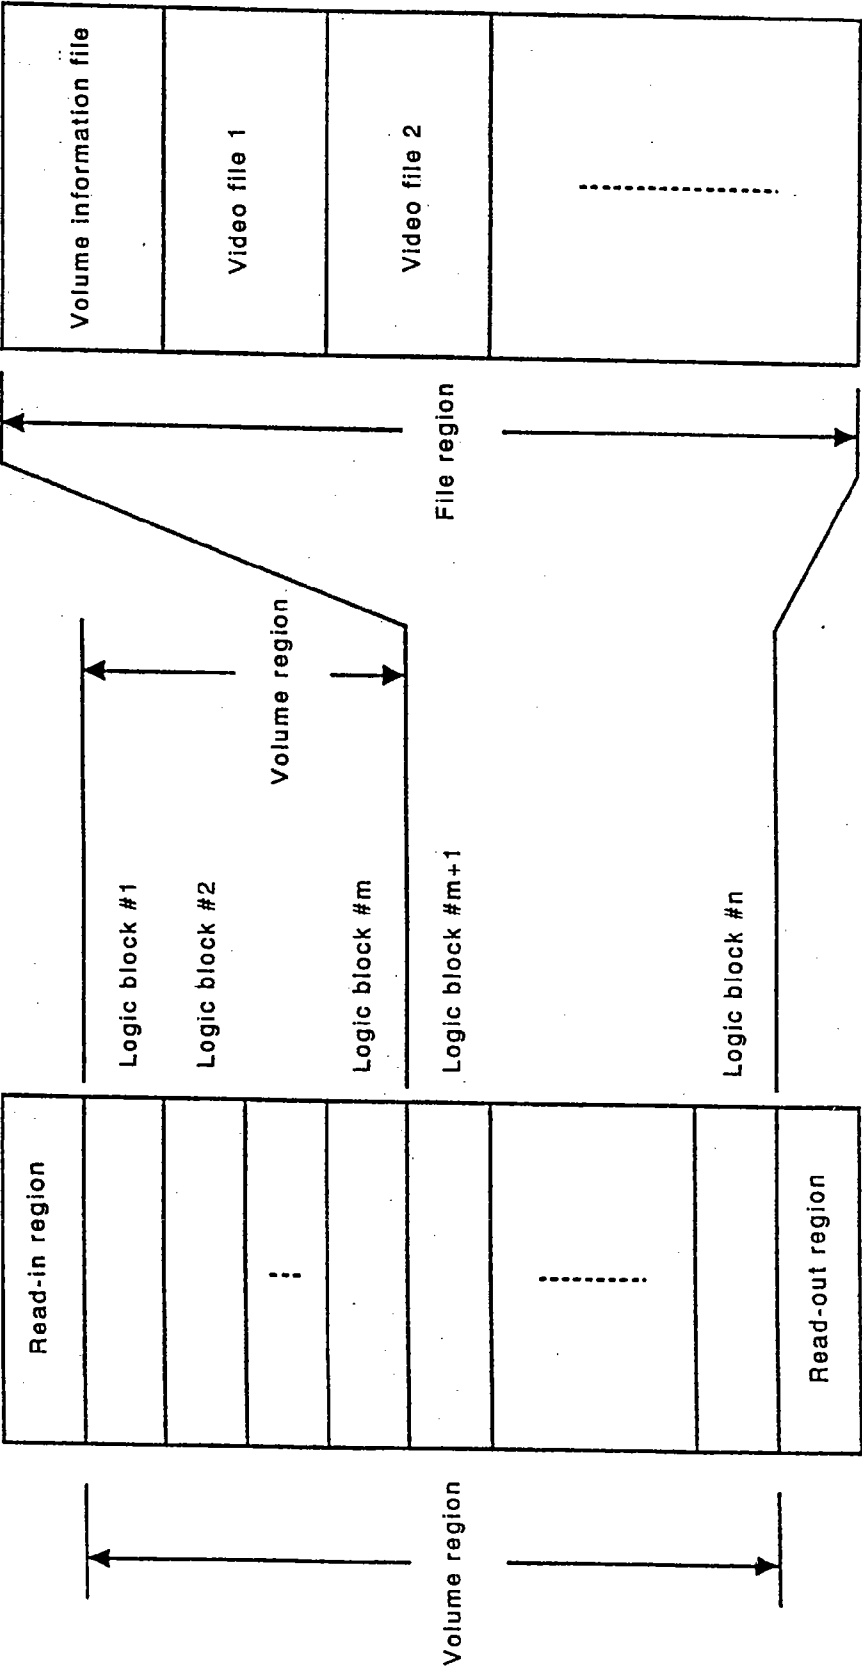 Volume region
Read-in region
Read-out region
Logic block #1
Logic block #2
Logic block #m
Logic block #m+1
Logic block #n
Volume region
File region
Volume information file
Video file 1
Video file 2